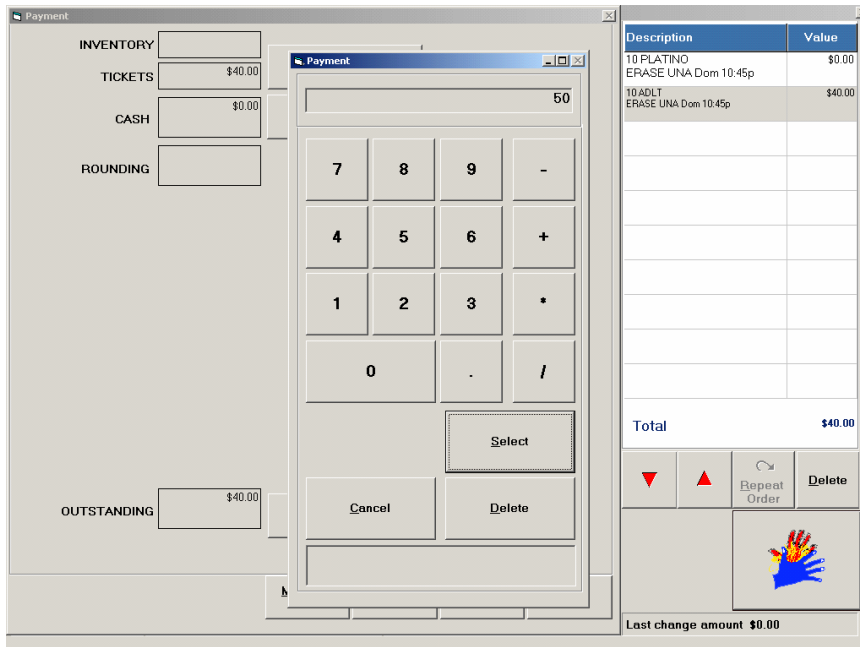 Payment
INVENTORY
TICKETS $40.00
CASH $0.00
ROUNDING
OUTSTANDING $40.00
Payment
50
7 8 9 -
4 5 6 +
1 2 3 *
0 . /
Select
Cancel Delete
Description Value
10 PLATINO $0.00
ERASE UNA Dom 10:45p
10 ADLT $40.00
ERASE UNA Dom 10:45p
Total $40.00
Repeat
Order
Delete
Last change amount $0.00